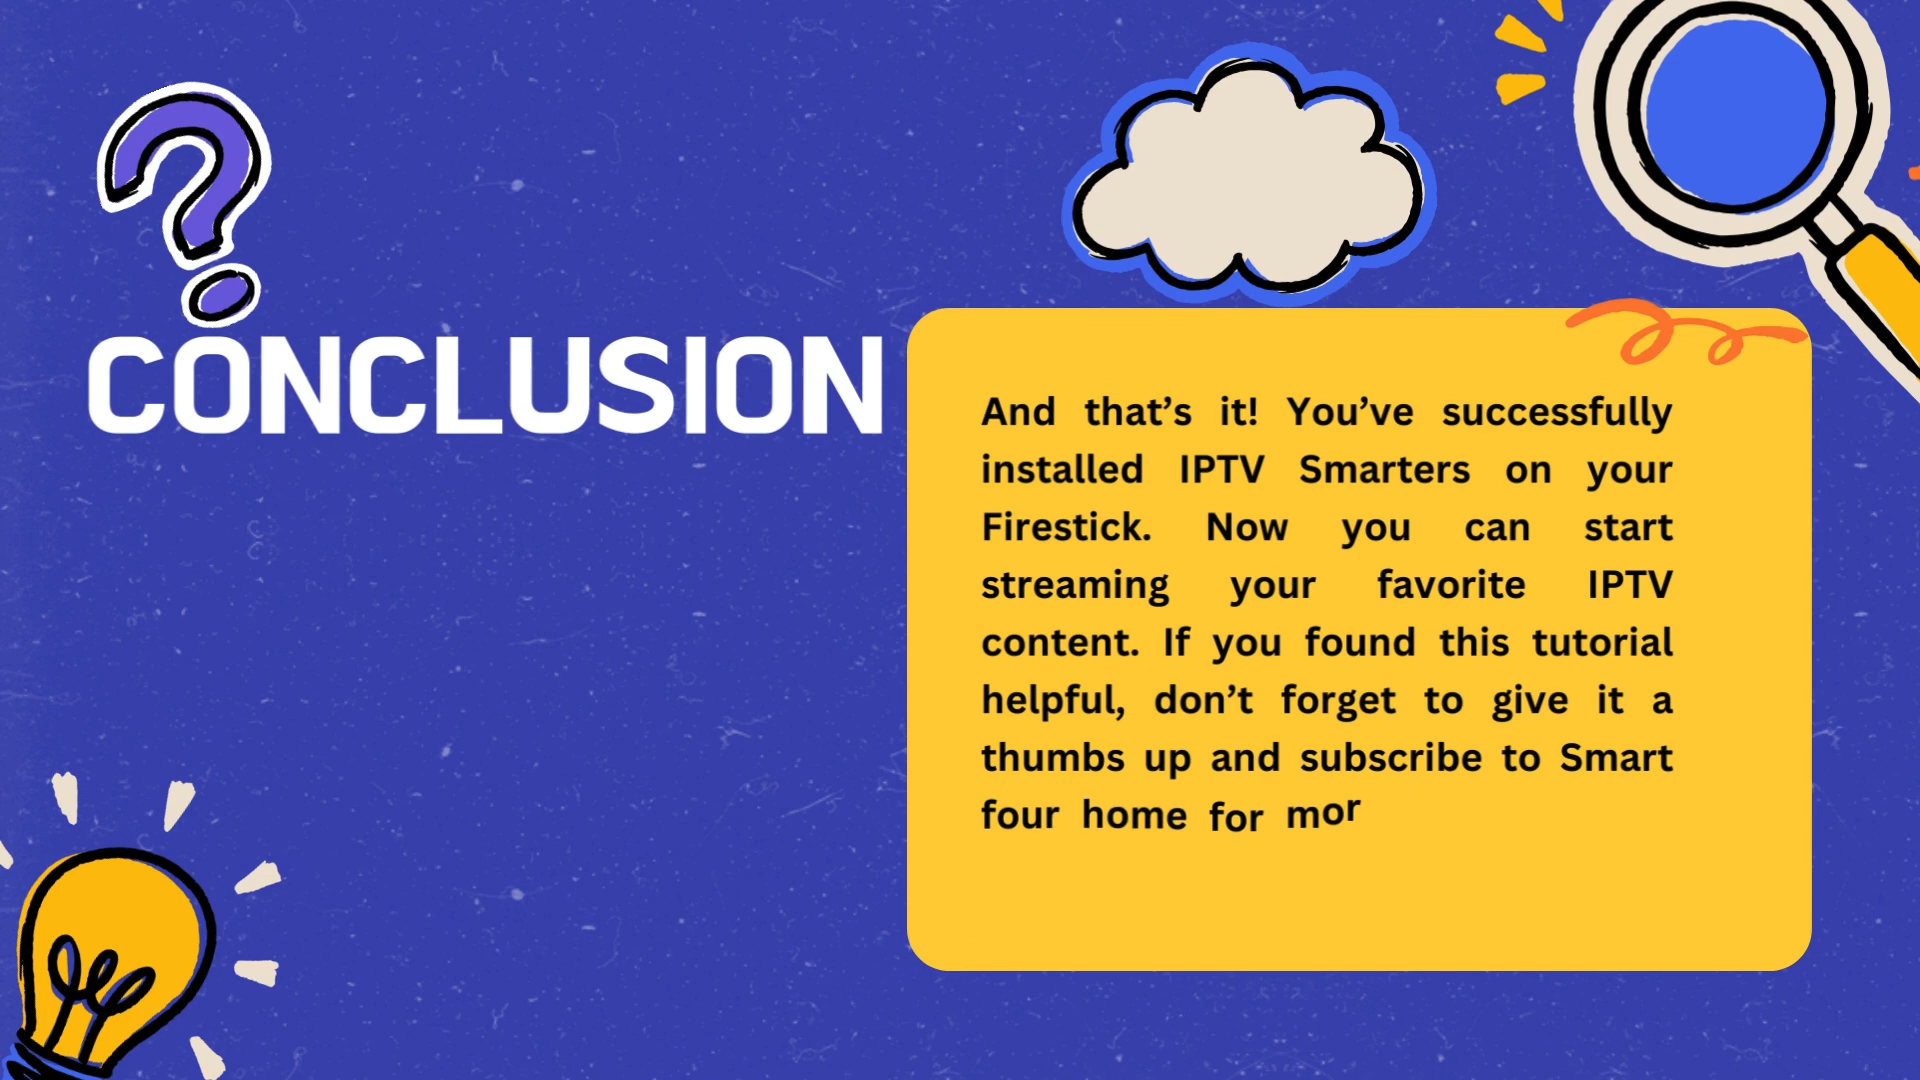 CONCLUSION
And that’s it! You’ve successfully
installed IPTV Smarters on your
Firestick. Now you can start
streaming your favorite IPTV
content. If you found this tutorial
helpful, don’t forget to give it a
thumbs up and subscribe to Smart
four home for mor